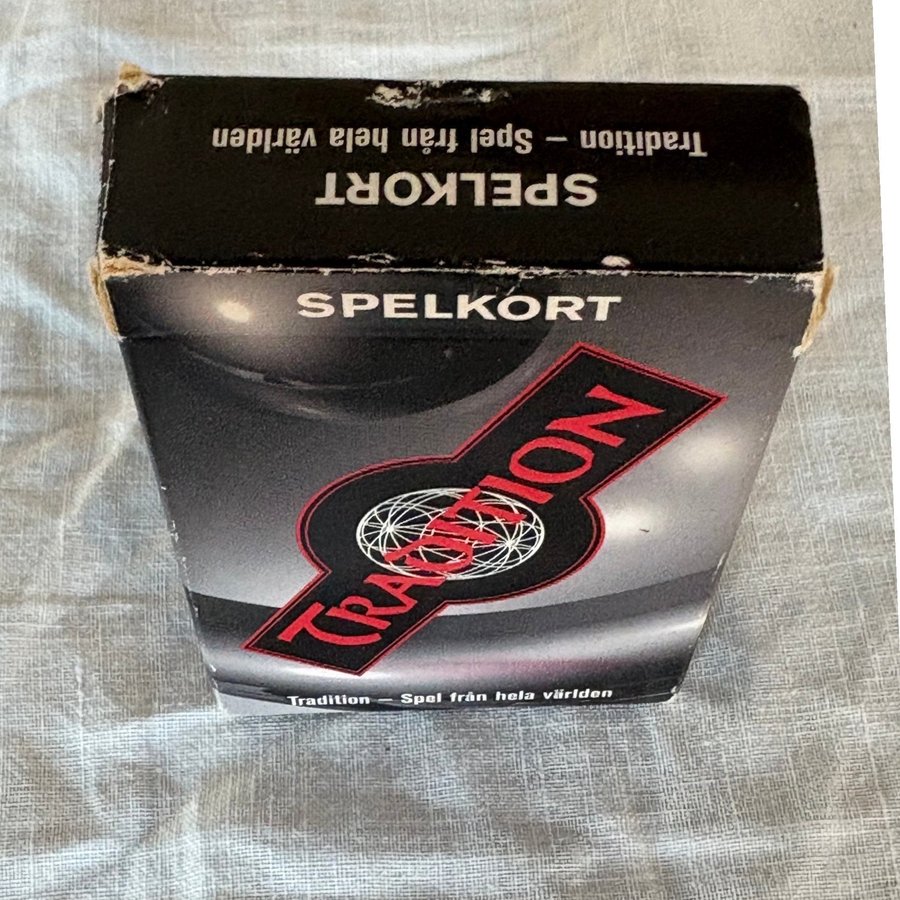 Tradition – Spel från hela världen
SPELKORT
SPELKORT
TRADITION
Tradition – Spel från hela världen